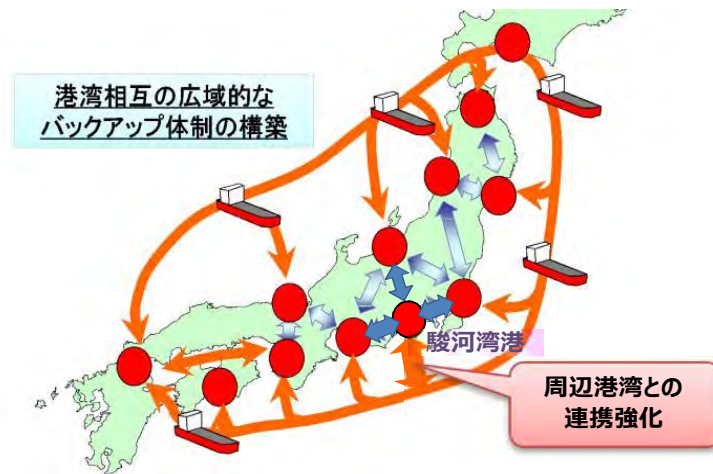 港湾相互の広域的な
バックアップ体制の構築
駿河湾港
周辺港湾との
連携強化